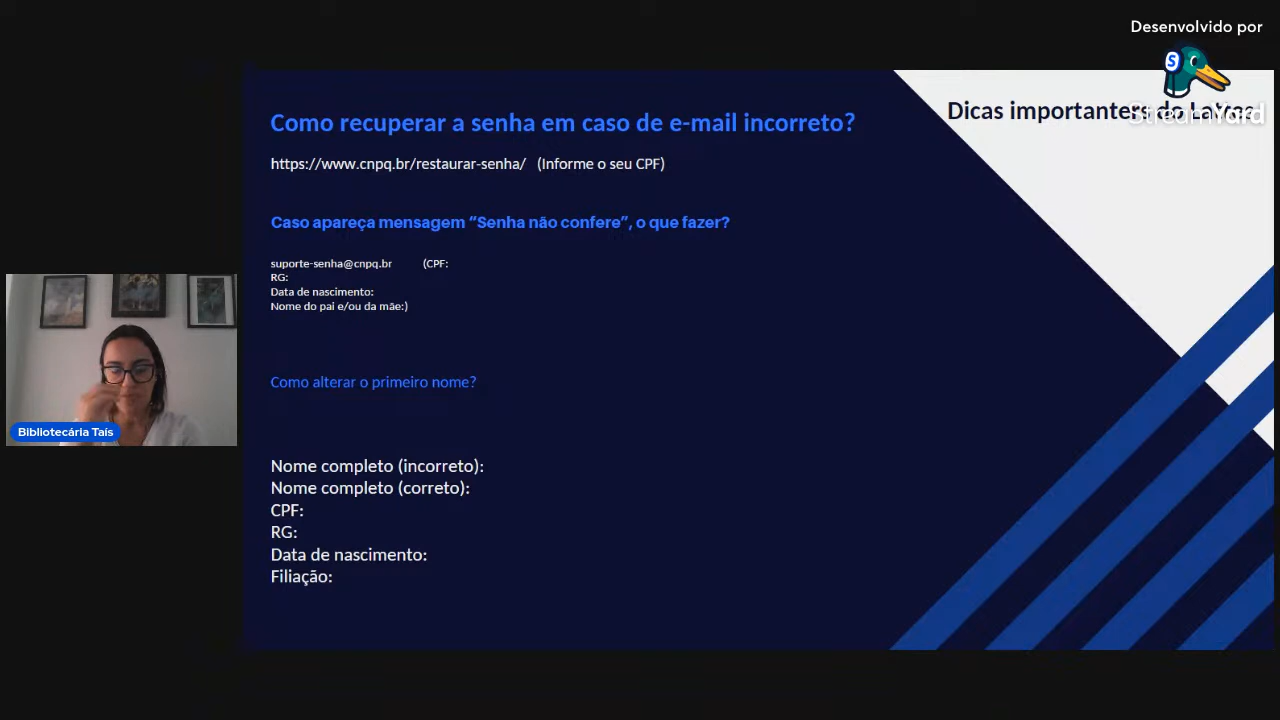 Desenvolvido por
StreamYard
Dicas importanters do Lattes
Como recuperar a senha em caso de e-mail incorreto?
https://www.cnpq.br/restaurar-senha/ (Informe o seu CPF)
Caso apareça mensagem “Senha não confere”, o que fazer?
suporte-senha@cnpq.br (CPF:
RG:
Data de nascimento:
Nome do pai e/ou da mãe:)
Como alterar o primeiro nome?
Nome completo (incorreto):
Nome completo (correto):
CPF:
RG:
Data de nascimento:
Filiação:
Bibliotecária Taís